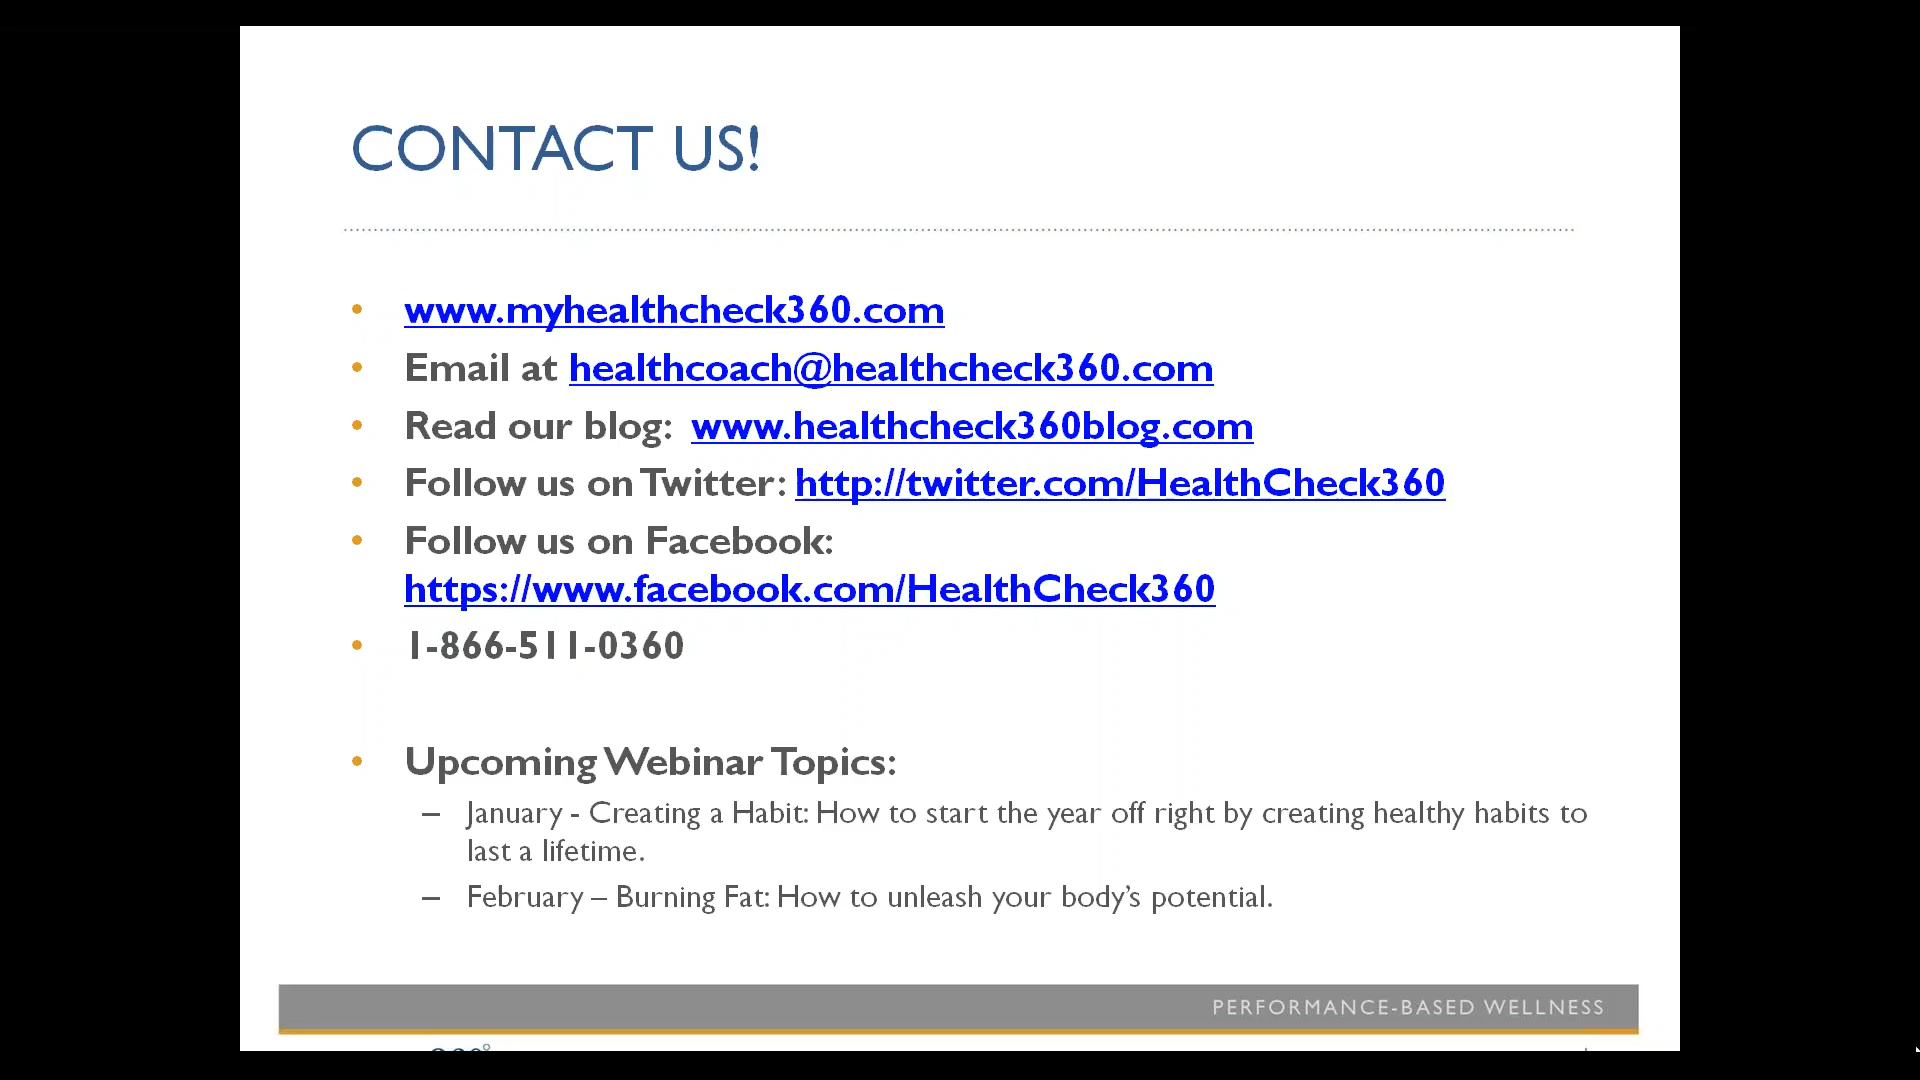 CONTACT US!
• www.myhealthcheck360.com
• Email at healthcoach@healthcheck360.com
• Read our blog: www.healthcheck360blog.com
• Follow us on Twitter: http://twitter.com/HealthCheck360
• Follow us on Facebook:
https://www.facebook.com/HealthCheck360
• 1-866-511-0360
• Upcoming Webinar Topics:
– January - Creating a Habit: How to start the year off right by creating healthy habits to
last a lifetime.
– February – Burning Fat: How to unleash your body’s potential.
PERFORMANCE-BASED WELLNESS